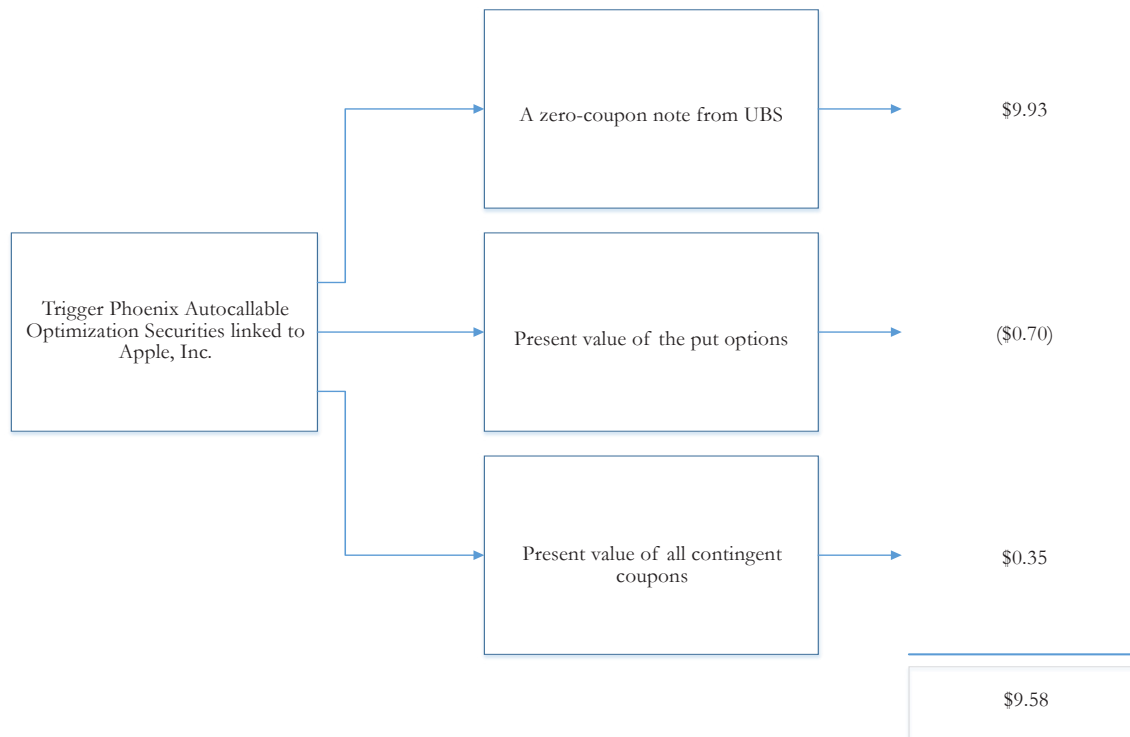 A zero-coupon note from UBS
$9.93
Trigger Phoenix Autocallable
Optimization Securities linked to
Apple, Inc.
Present value of the put options
($0.70)
Present value of all contingent
coupons
$0.35
$9.58